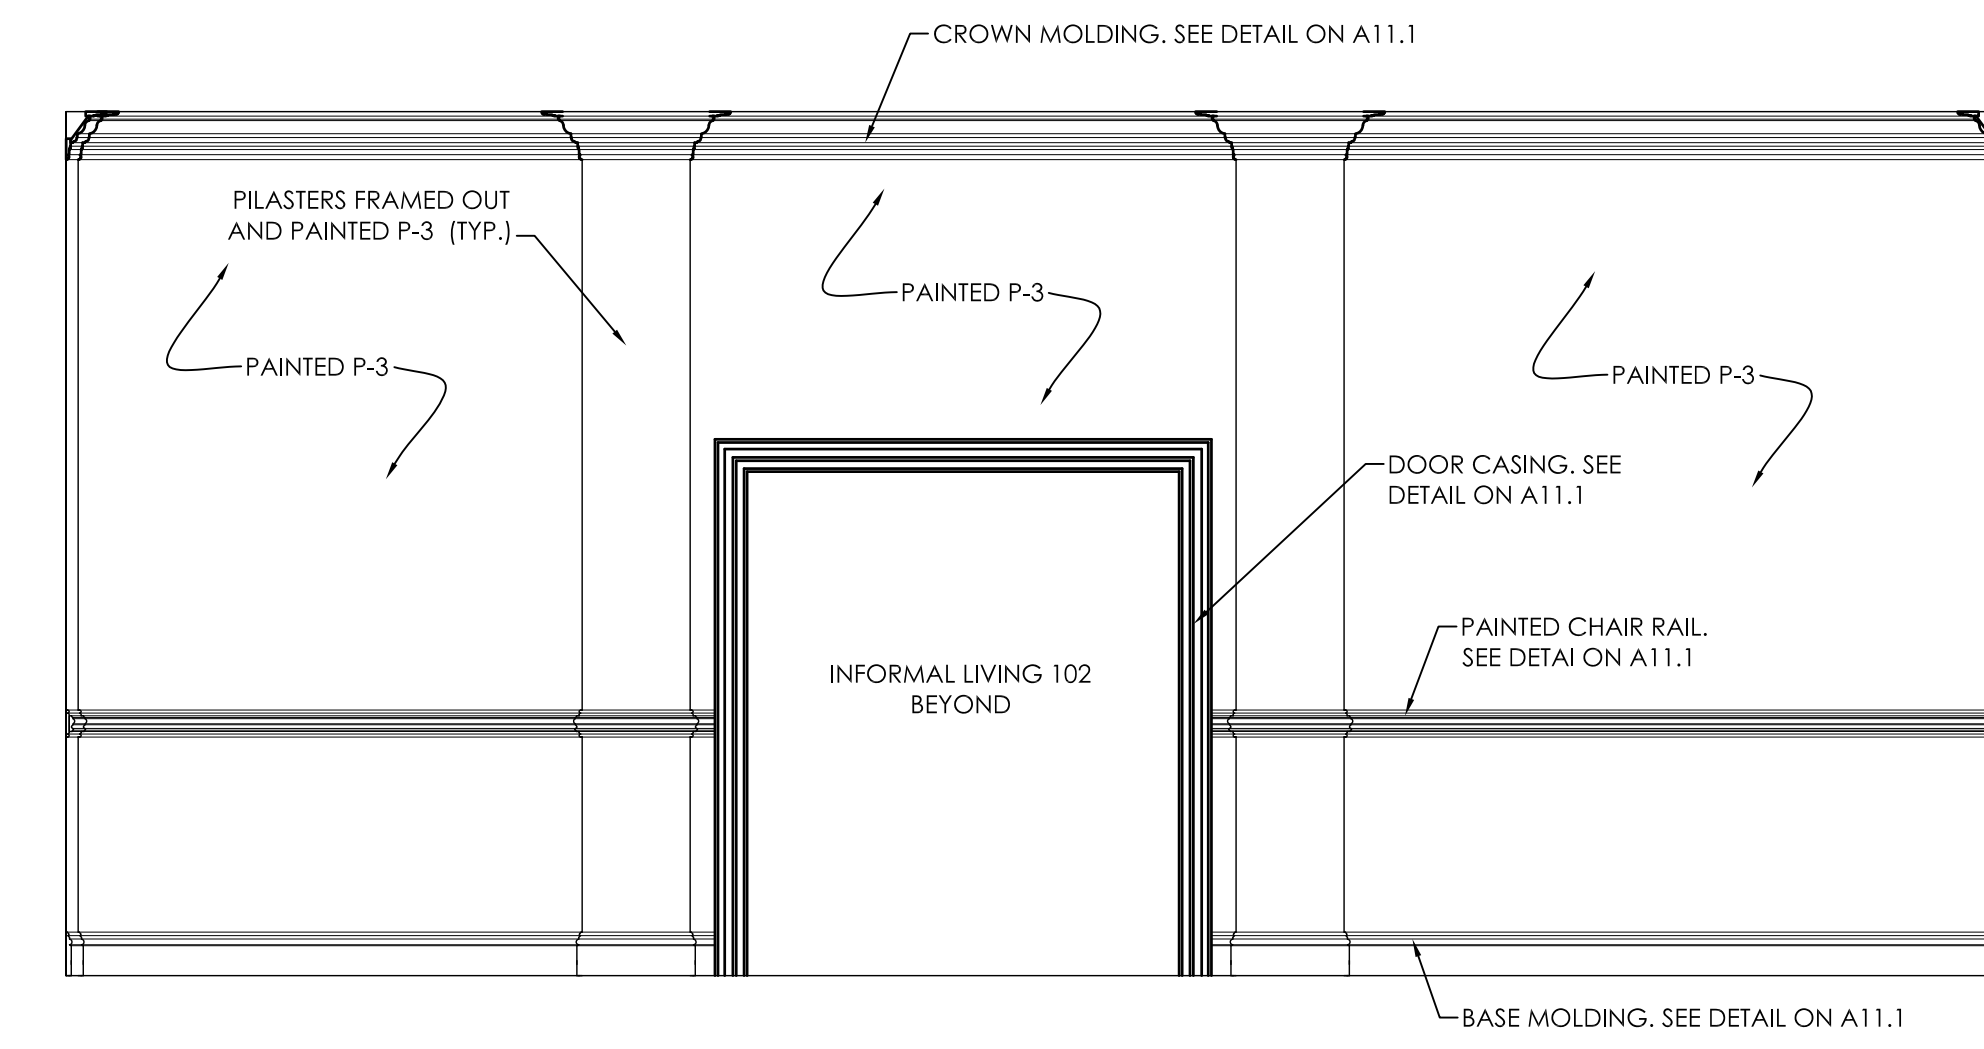 CROWN MOLDING. SEE DETAIL ON A11.1
PILASTERS FRAMED OUT
AND PAINTED P-3 (TYP.)
PAINTED P-3
PAINTED P-3
PAINTED P-3
DOOR CASING. SEE
DETAIL ON A11.1
PAINTED CHAIR RAIL.
SEE DETAI ON A11.1
INFORMAL LIVING 102
BEYOND
BASE MOLDING. SEE DETAIL ON A11.1